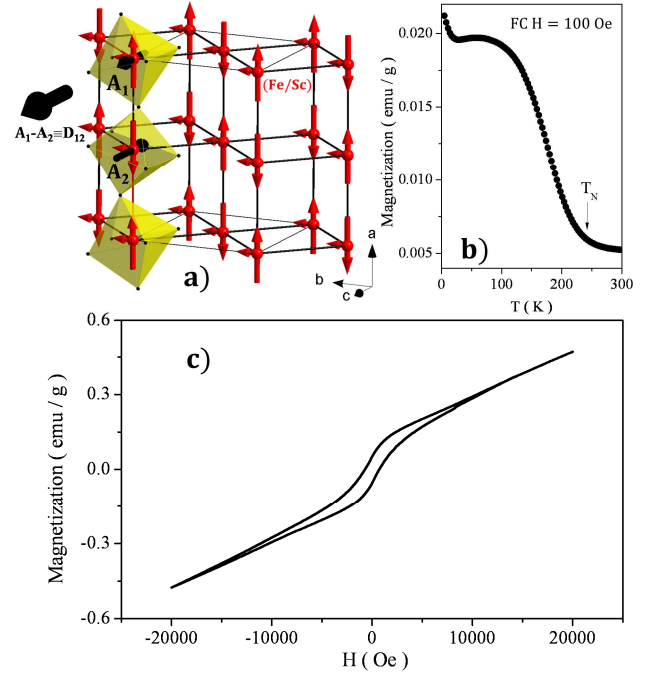 A₁
A₁-A₂≡D₁₂
A₂
(Fe/Sc)
a)
a
b
c
FC H = 100 Oe
0.020
0.015
0.010
0.005
Magnetization ( emu / g )
T_N
b)
0
100
200
300
T ( K )
c)
0.6
0.3
0.0
-0.3
-0.6
Magnetization ( emu / g )
-20000
-10000
0
10000
20000
H ( Oe )